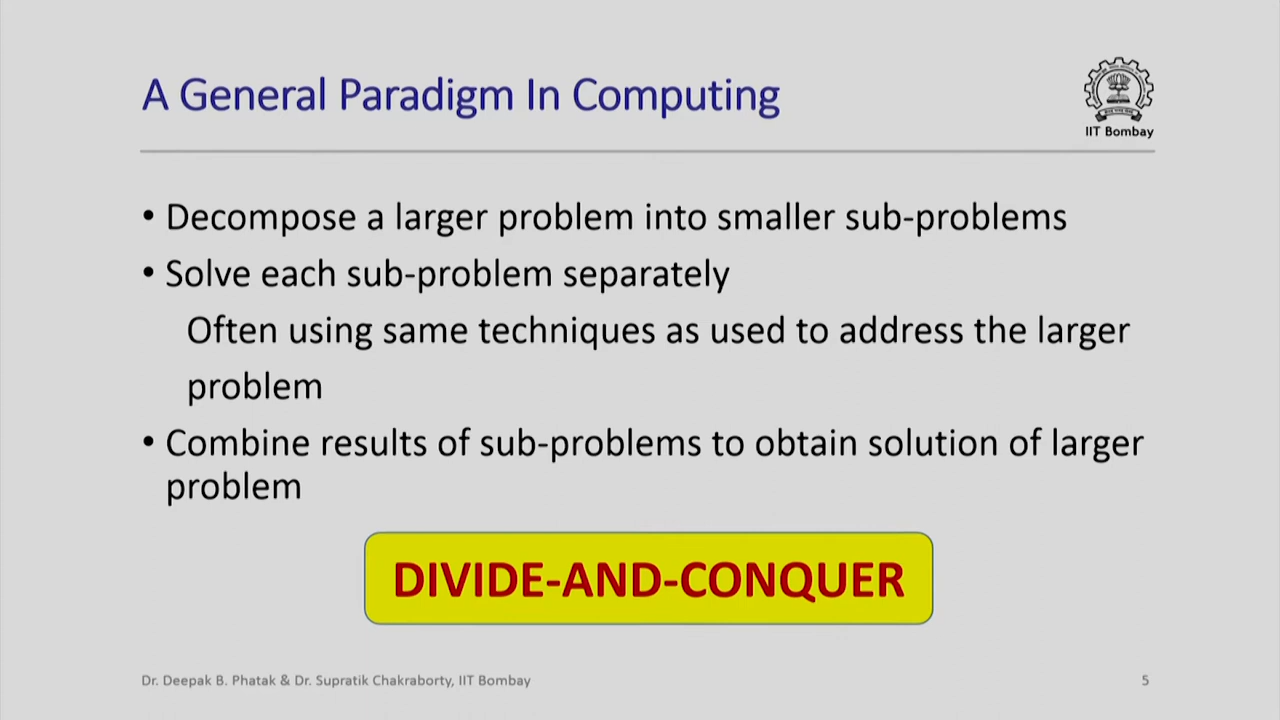 A General Paradigm In Computing
IIT Bombay
• Decompose a larger problem into smaller sub-problems
• Solve each sub-problem separately
Often using same techniques as used to address the larger
problem
• Combine results of sub-problems to obtain solution of larger
problem
DIVIDE-AND-CONQUER
Dr. Deepak B. Phatak & Dr. Supratik Chakraborty, IIT Bombay
5